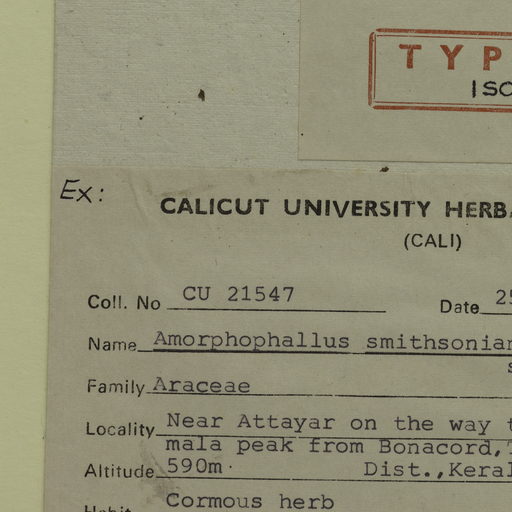 TYP
ISO
Ex:
CALICUT UNIVERSITY HERB
(CALI)
Coll. No CU 21547 Date 25
Name Amorphophallus smithsonian
s
Family Araceae
Locality Near Attayar on the way t
mala peak from Bonacord,T
Altitude 590m. Dist.,Keral
Habit Cormous herb